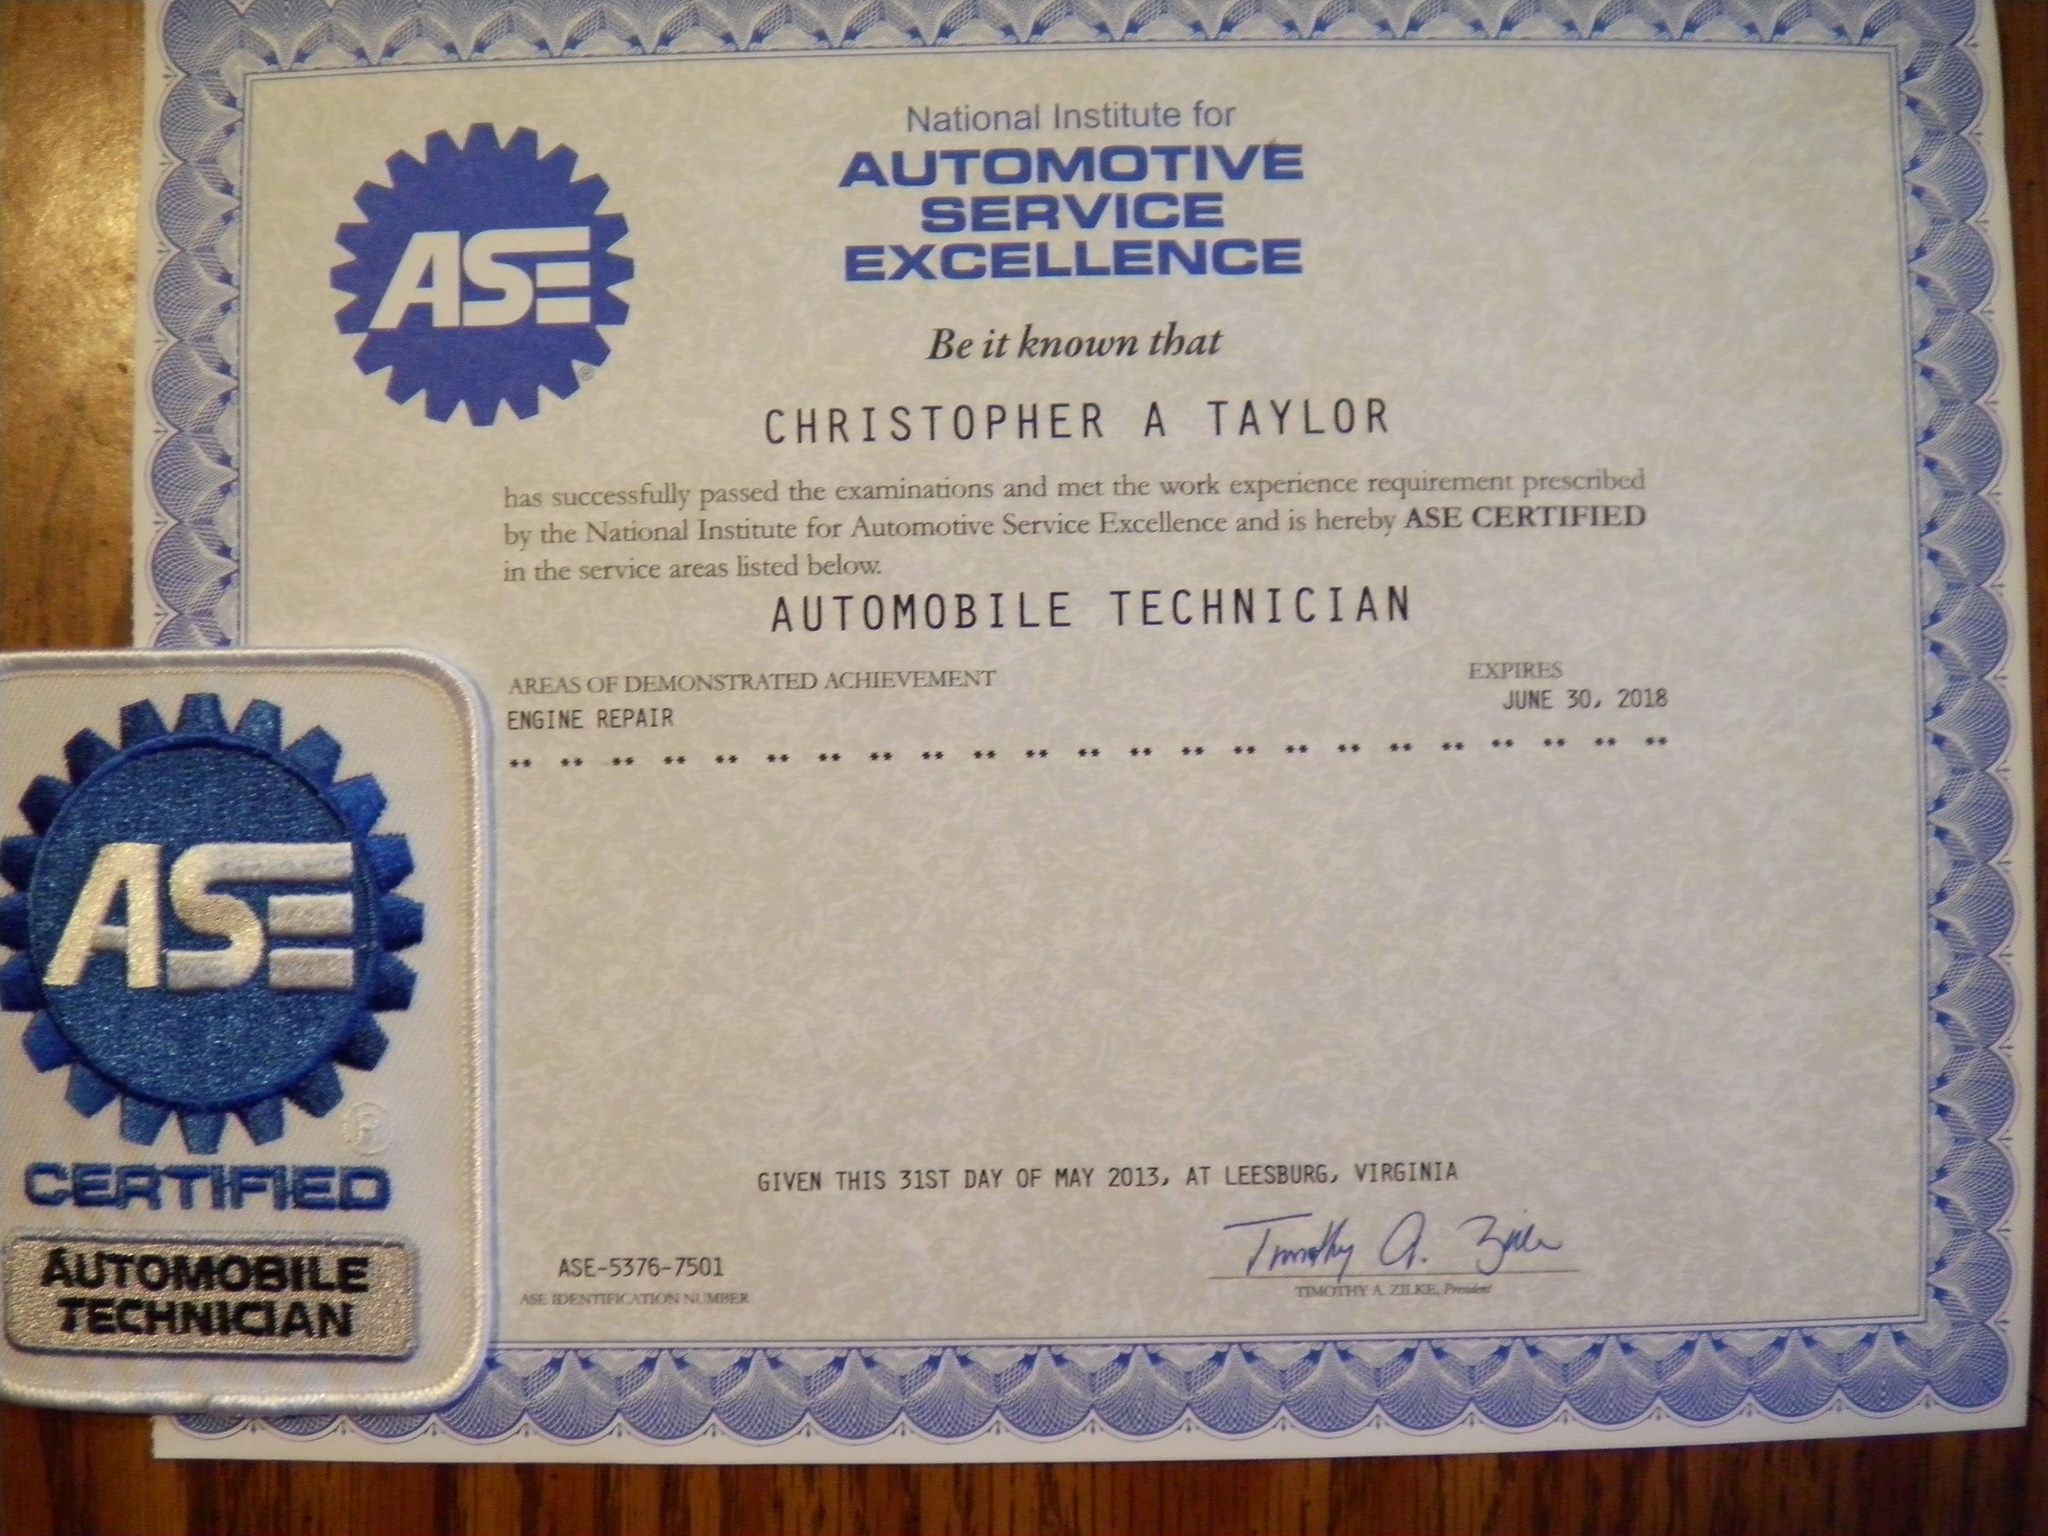 National Institute for
AUTOMOTIVE
SERVICE
EXCELLENCE
ASE
©
Be it known that
CHRISTOPHER A TAYLOR
has successfully passed the examinations and met the work experience requirement prescribed
by the National Institute for Automotive Service Excellence and is hereby ASE CERTIFIED
in the service areas listed below.
AUTOMOBILE TECHNICIAN
AREAS OF DEMONSTRATED ACHIEVEMENT EXPIRES
ENGINE REPAIR JUNE 30, 2018
** ** ** ** ** ** ** ** ** ** ** ** ** ** ** ** ** ** ** ** ** ** **
ASE
®
CERTIFIED
AUTOMOBILE
TECHNICIAN
GIVEN THIS 31ST DAY OF MAY 2013, AT LEESBURG, VIRGINIA
Timothy A. Zilke
ASE-5376-7501
ASE IDENTIFICATION NUMBER
TIMOTHY A. ZILKE, President